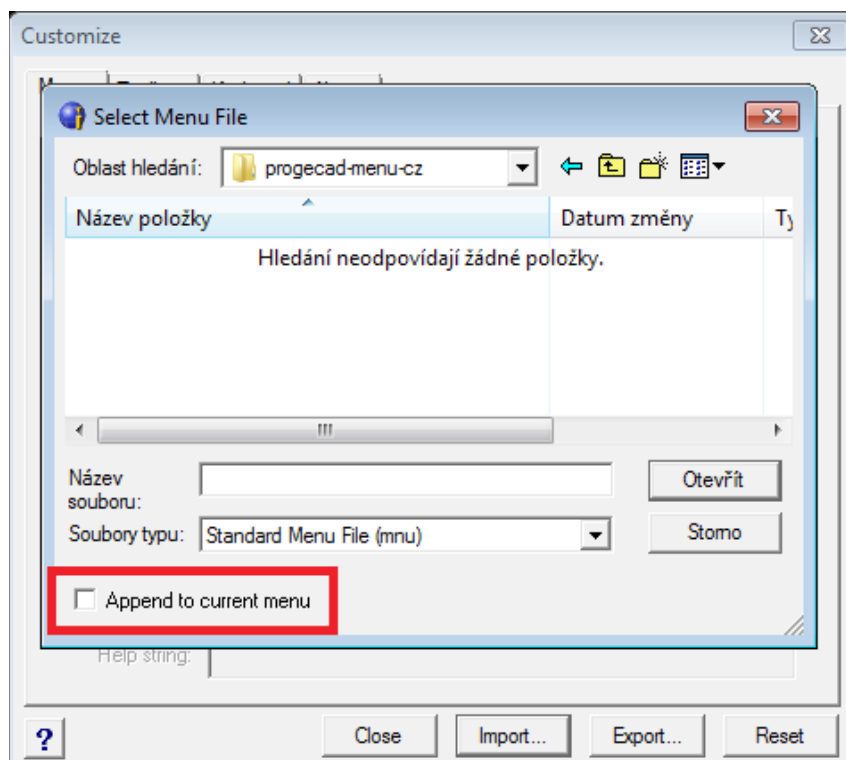 Customize
Select Menu File
Oblast hledání: progecad-menu-cz
Název položky Datum změny
Hledání neodpovídají žádné položky.
Název souboru: Otevřít
Soubory typu: Standard Menu File (mnu) Storno
Append to current menu
Help string:
? Close Import... Export... Reset